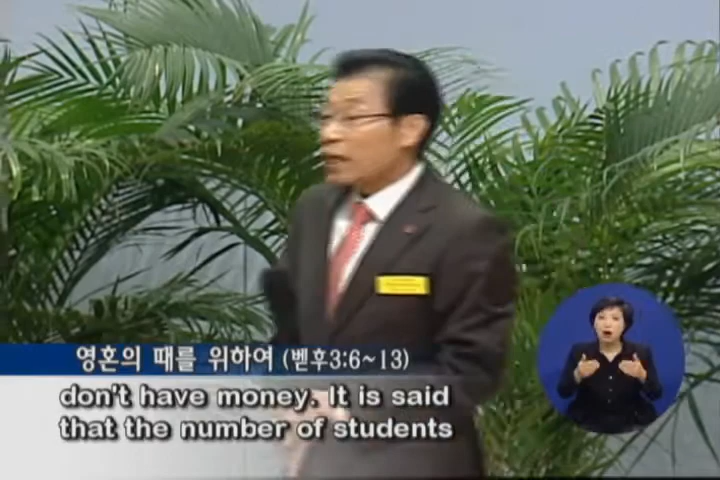 영혼의 때를 위하여 (벧후3:6~13)
don't have money. It is said
that the number of students